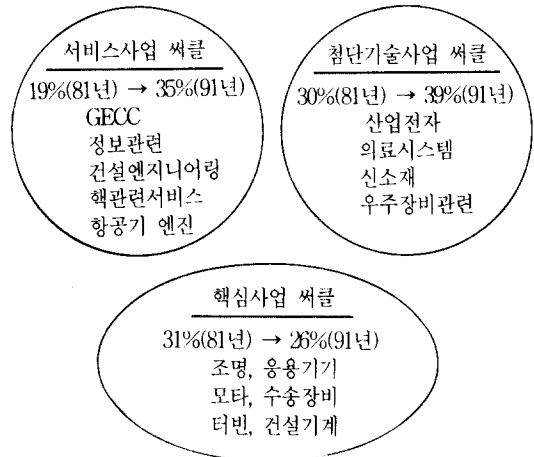 서비스사업 써클
19%(81년) → 35%(91년)
GECC
정보관련
건설엔지니어링
핵관련서비스
항공기 엔진
첨단기술사업 써클
30%(81년) → 39%(91년)
산업전자
의료시스템
신소재
우주장비관련
핵심사업 써클
31%(81년) → 26%(91년)
조명, 응용기기
모타, 수송장비
터빈, 건설기계